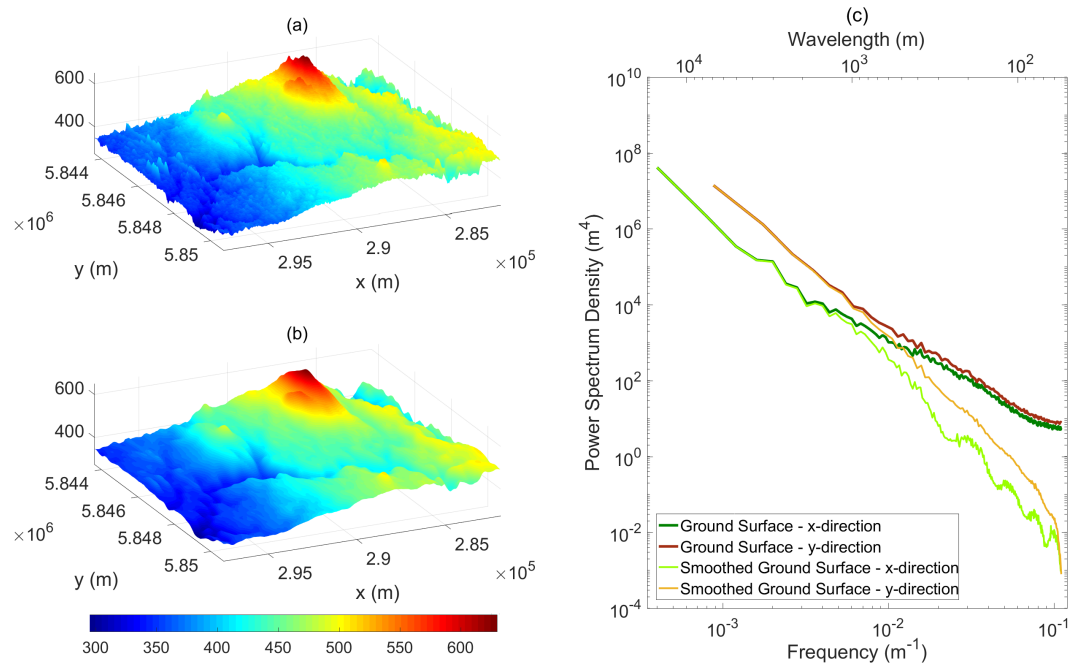 (a)
600
400
5.844
5.846
5.848
5.85
×10^6
y (m)
2.95
2.9
2.85
×10^5
x (m)
(b)
600
400
5.844
5.846
5.848
5.85
×10^6
y (m)
2.95
2.9
2.85
×10^5
x (m)
300 350 400 450 500 550 600
(c)
Wavelength (m)
10^4 10^3 10^2
10^10
10^8
10^6
10^4
10^2
10^0
10^-2
10^-4
Power Spectrum Density (m^4)
Ground Surface - x-direction
Ground Surface - y-direction
Smoothed Ground Surface - x-direction
Smoothed Ground Surface - y-direction
10^-3 10^-2 10^-1
Frequency (m^-1)